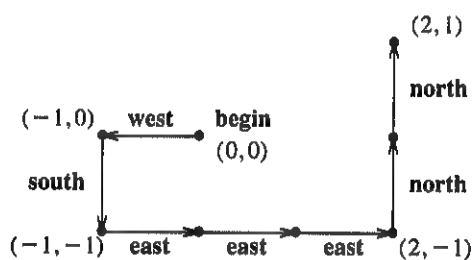 (2, 1)
north
(−1, 0)
west
begin
(0, 0)
south
north
(−1, −1)
east
east
east
(2, −1)